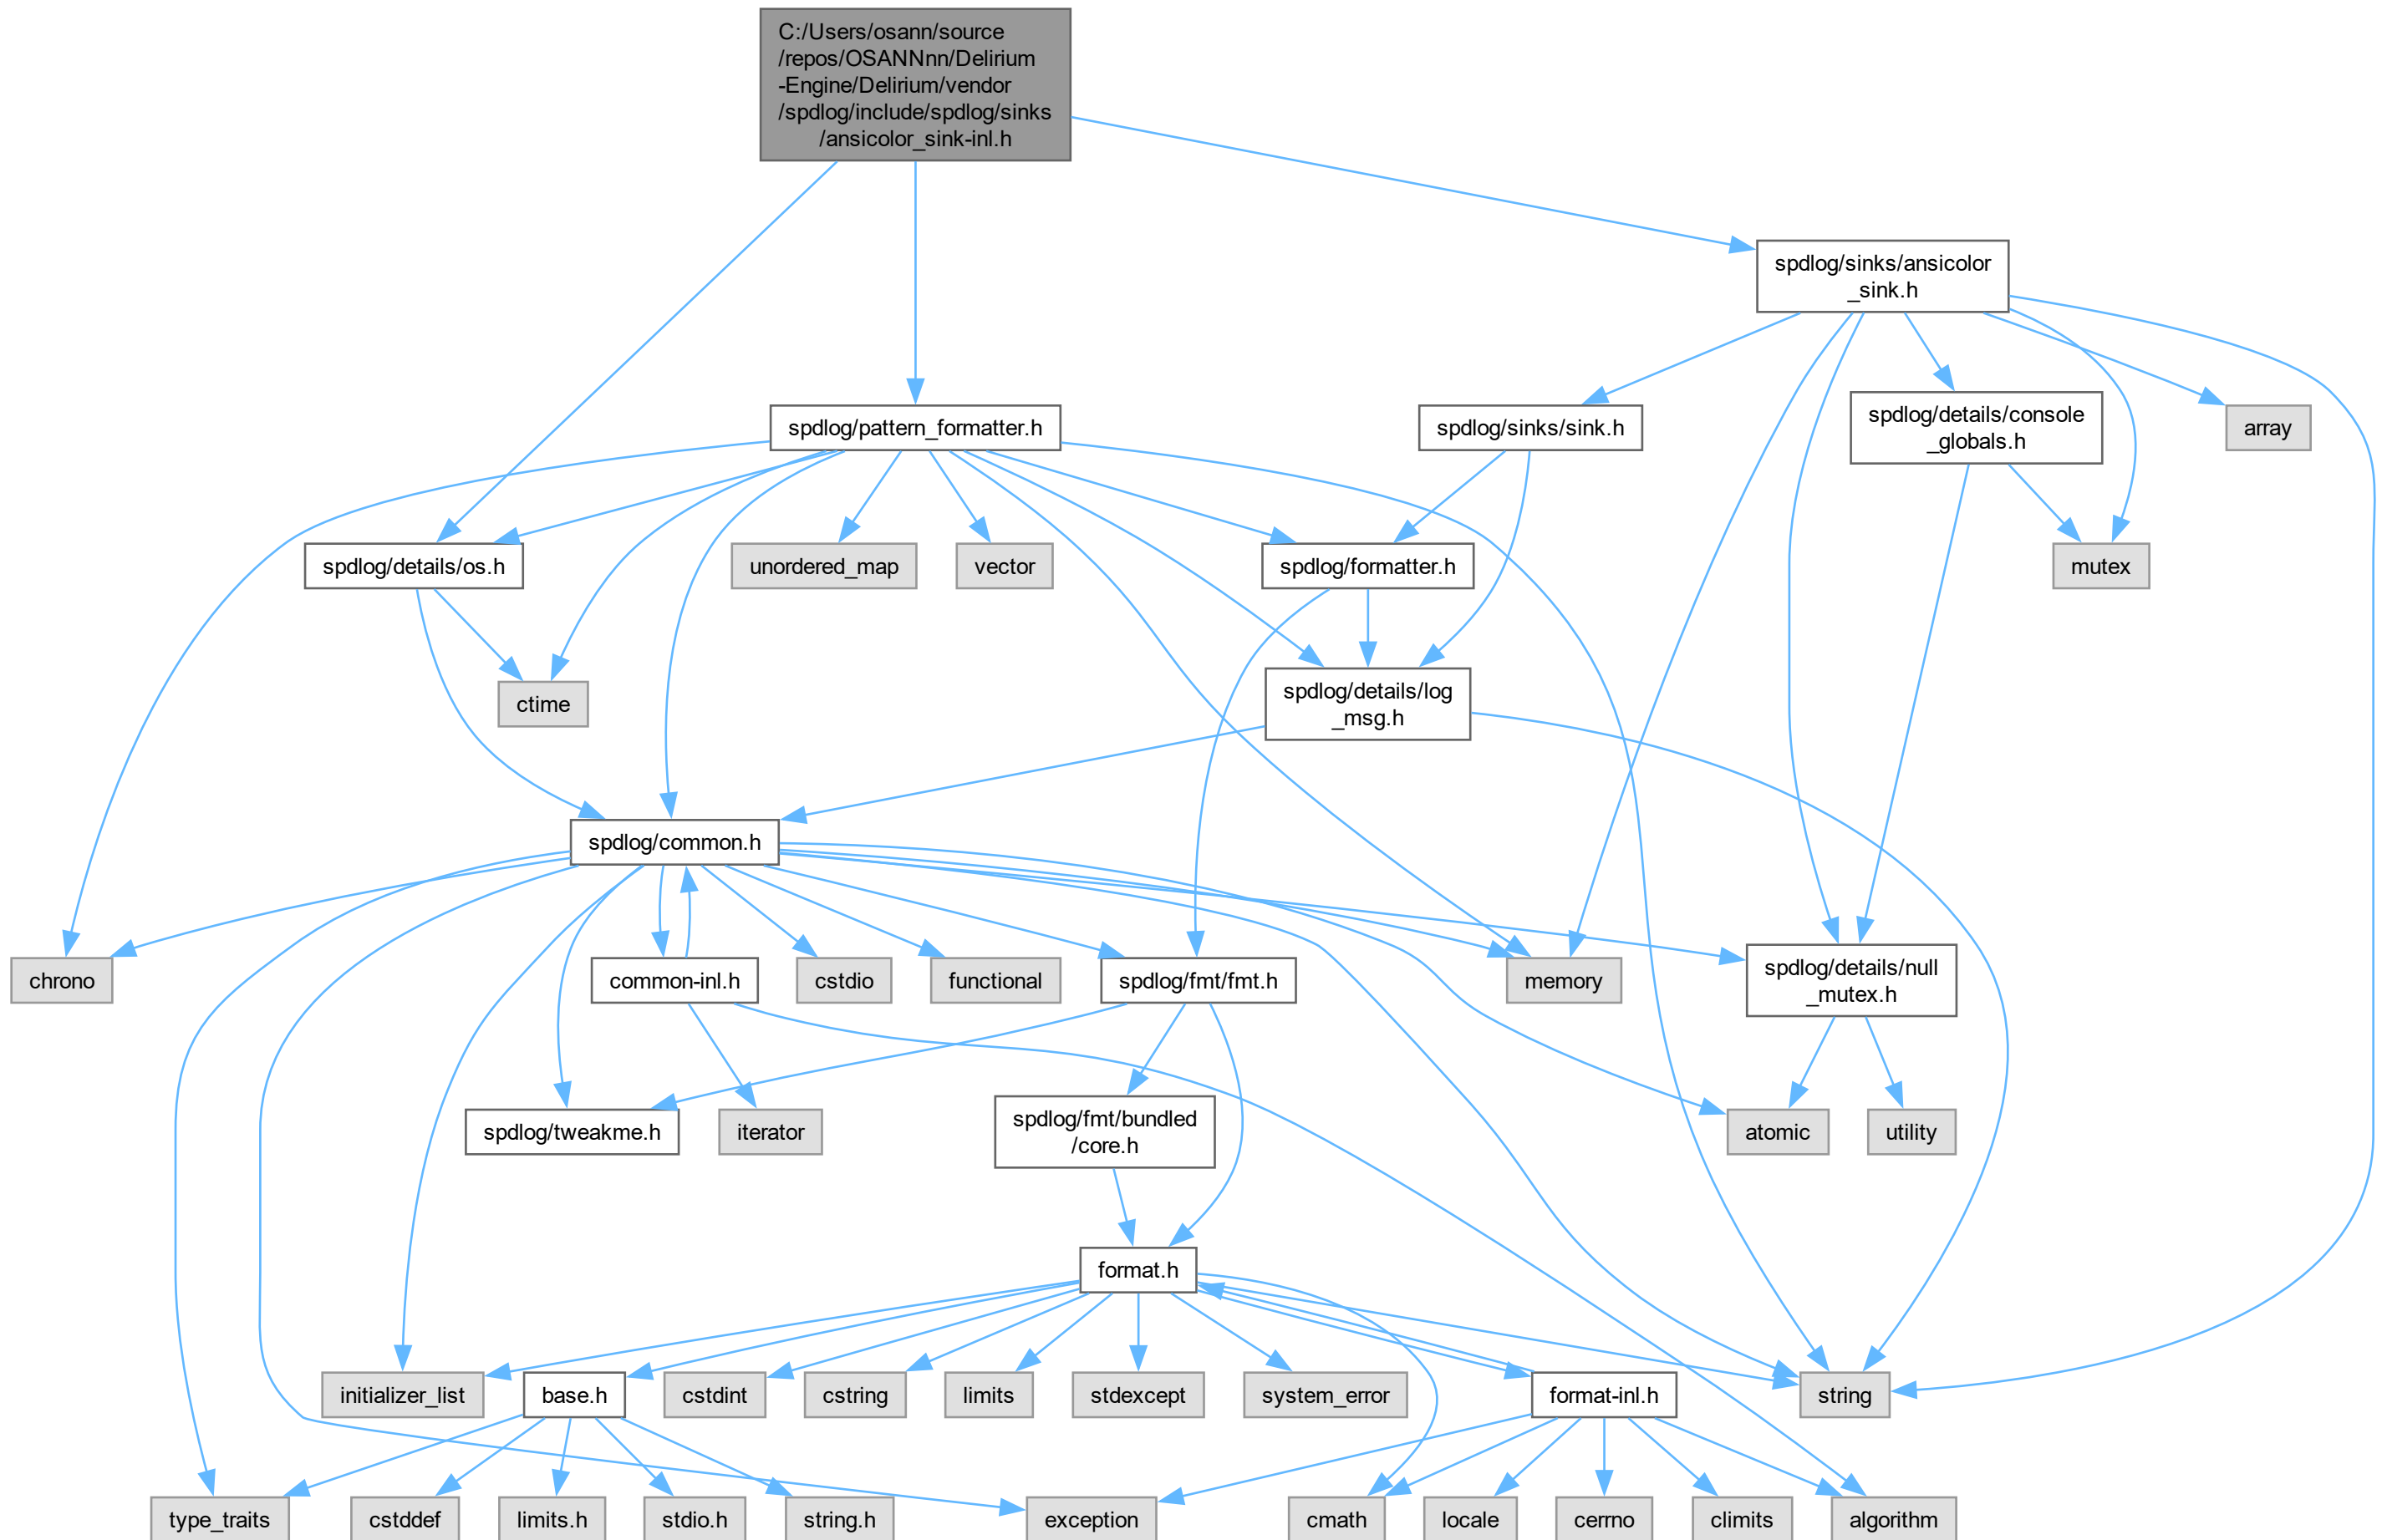 C:/Users/osann/source
/repos/OSANNnn/Delirium
-Engine/Delirium/vendor
/spdlog/include/spdlog/sinks
/ansicolor_sink-inl.h
spdlog/sinks/ansicolor
_sink.h
spdlog/pattern_formatter.h
spdlog/sinks/sink.h
spdlog/details/console
_globals.h
array
spdlog/details/os.h
unordered_map
vector
spdlog/formatter.h
mutex
ctime
spdlog/details/log
_msg.h
spdlog/common.h
chrono
common-inl.h
cstdio
functional
spdlog/fmt/fmt.h
memory
spdlog/details/null
_mutex.h
spdlog/tweakme.h
iterator
spdlog/fmt/bundled
/core.h
atomic
utility
format.h
initializer_list
base.h
cstdint
cstring
limits
stdexcept
system_error
format-inl.h
string
type_traits
cstddef
limits.h
stdio.h
string.h
exception
cmath
locale
cerrno
climits
algorithm